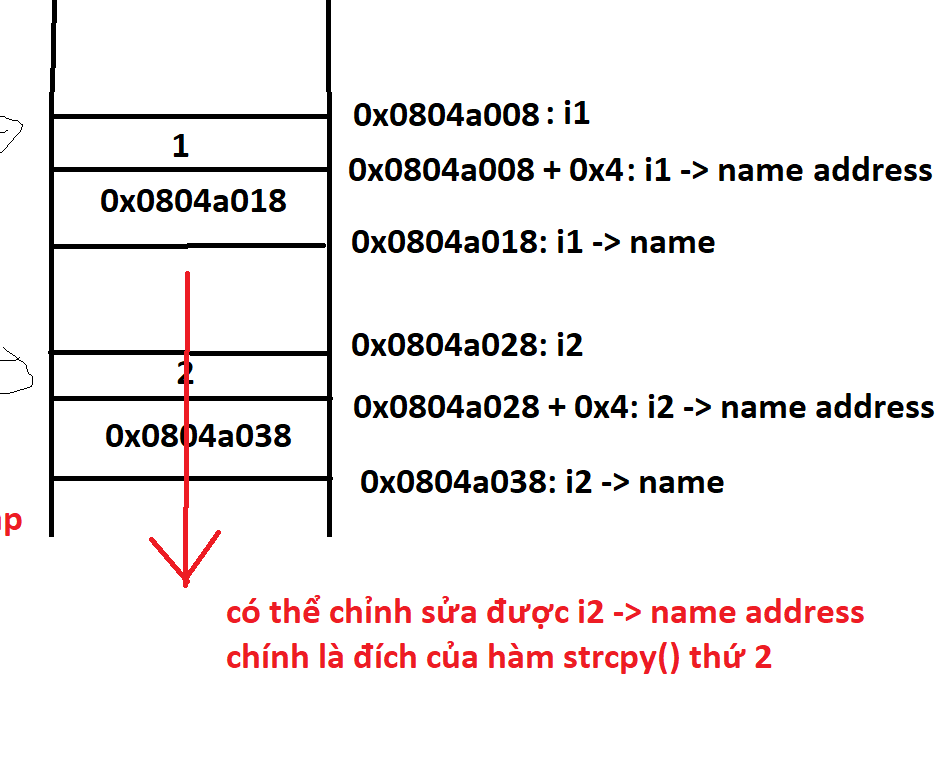 0x0804a008 : i1
1
0x0804a008 + 0x4: i1 -> name address
0x0804a018
0x0804a018: i1 -> name
0x0804a028: i2
2
0x0804a028 + 0x4: i2 -> name address
0x0804a038
0x0804a038: i2 -> name
có thể chỉnh sửa được i2 -> name address
chính là đích của hàm strcpy() thứ 2